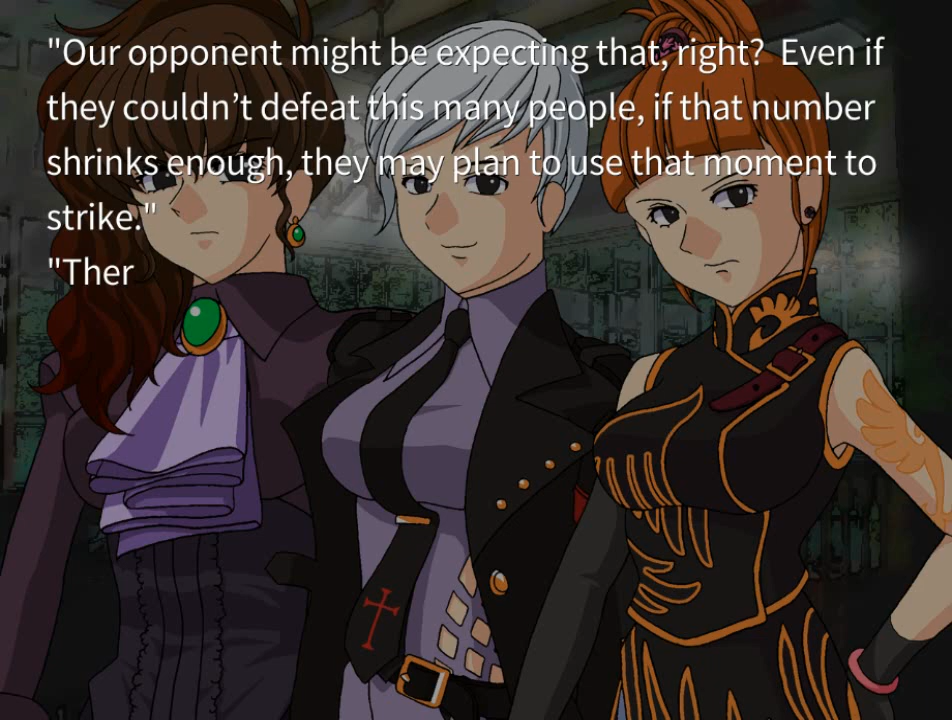 "Our opponent might be expecting that, right?  Even if
they couldn’t defeat this many people, if that number
shrinks enough, they may plan to use that moment to
strike."
"Ther